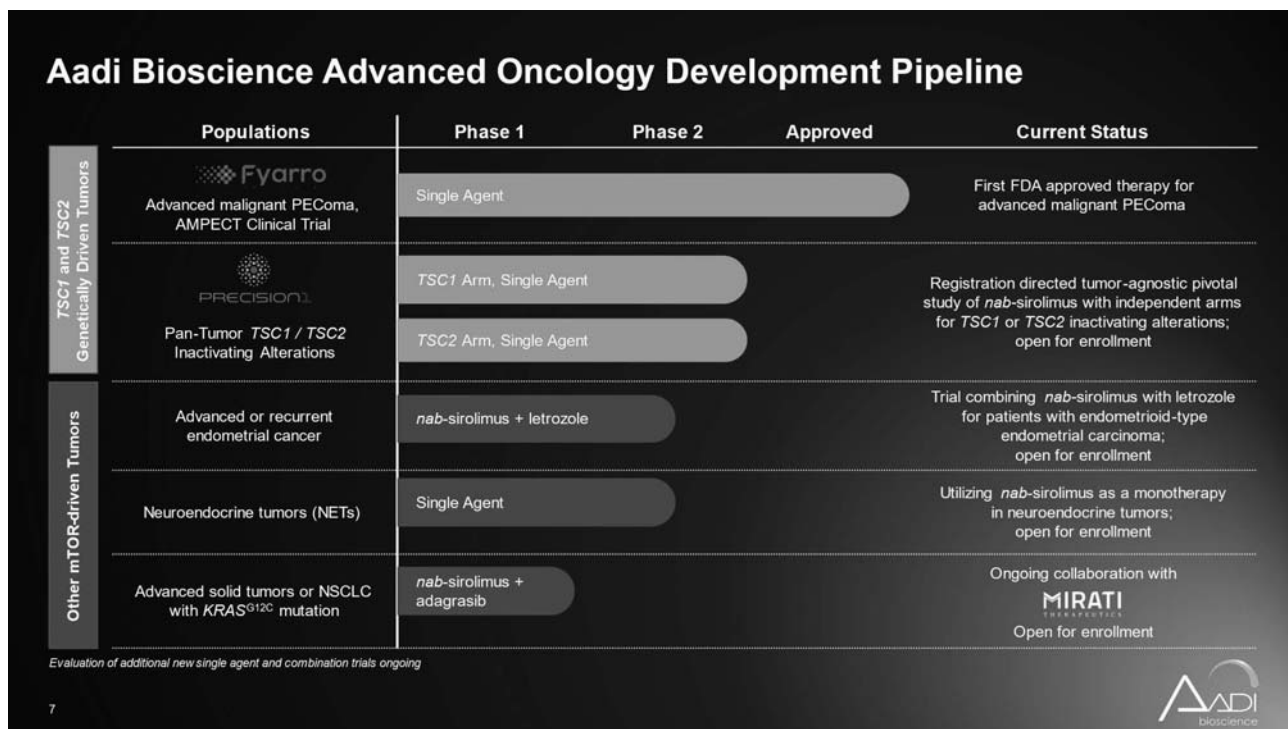 Aadi Bioscience Advanced Oncology Development Pipeline
Populations
Phase 1
Phase 2
Approved
Current Status
TSC1 and TSC2
Genetically Driven Tumors
Fyarro
Advanced malignant PEComa,
AMPECT Clinical Trial
Single Agent
First FDA approved therapy for
advanced malignant PEComa
PRECISION1
Pan-Tumor TSC1 / TSC2
Inactivating Alterations
TSC1 Arm, Single Agent
TSC2 Arm, Single Agent
Registration directed tumor-agnostic pivotal
study of nab-sirolimus with independent arms
for TSC1 or TSC2 inactivating alterations;
open for enrollment
Other mTOR-driven Tumors
Advanced or recurrent
endometrial cancer
nab-sirolimus + letrozole
Trial combining nab-sirolimus with letrozole
for patients with endometrioid-type
endometrial carcinoma;
open for enrollment
Neuroendocrine tumors (NETs)
Single Agent
Utilizing nab-sirolimus as a monotherapy
in neuroendocrine tumors;
open for enrollment
Advanced solid tumors or NSCLC
with KRASG12C mutation
nab-sirolimus +
adagrasib
Ongoing collaboration with
MIRATI
THERAPEUTICS
Open for enrollment
Evaluation of additional new single agent and combination trials ongoing
7
AADI
bioscience